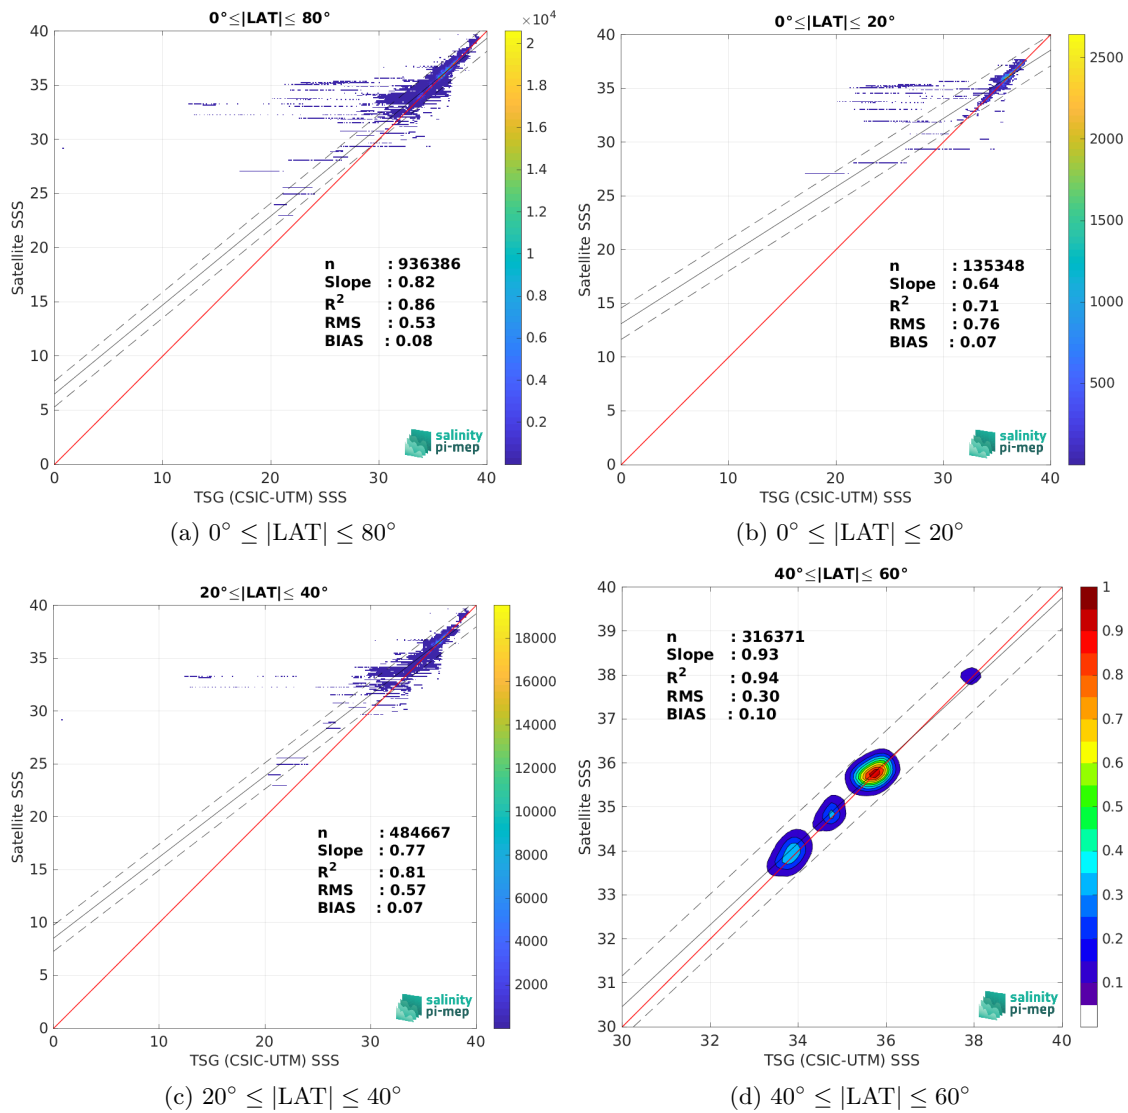 0°≤|LAT|≤ 80°
×10⁴
40
35
30
25
20
15
10
5
0
Satellite SSS
n : 936386
Slope : 0.82
R² : 0.86
RMS : 0.53
BIAS : 0.08
salinity
pi-mep
0 10 20 30 40
TSG (CSIC-UTM) SSS
2
1.8
1.6
1.4
1.2
1
0.8
0.6
0.4
0.2
(a) 0° ≤ |LAT| ≤ 80°
0°≤|LAT|≤ 20°
40
35
30
25
20
15
10
5
0
Satellite SSS
n : 135348
Slope : 0.64
R² : 0.71
RMS : 0.76
BIAS : 0.07
salinity
pi-mep
0 10 20 30 40
TSG (CSIC-UTM) SSS
2500
2000
1500
1000
500
(b) 0° ≤ |LAT| ≤ 20°
20°≤|LAT|≤ 40°
40
35
30
25
20
15
10
5
0
Satellite SSS
n : 484667
Slope : 0.77
R² : 0.81
RMS : 0.57
BIAS : 0.07
salinity
pi-mep
0 10 20 30 40
TSG (CSIC-UTM) SSS
18000
16000
14000
12000
10000
8000
6000
4000
2000
(c) 20° ≤ |LAT| ≤ 40°
40°≤|LAT|≤ 60°
40
39
38
37
36
35
34
33
32
31
30
Satellite SSS
n : 316371
Slope : 0.93
R² : 0.94
RMS : 0.30
BIAS : 0.10
salinity
pi-mep
30 32 34 36 38 40
TSG (CSIC-UTM) SSS
1
0.9
0.8
0.7
0.6
0.5
0.4
0.3
0.2
0.1
(d) 40° ≤ |LAT| ≤ 60°